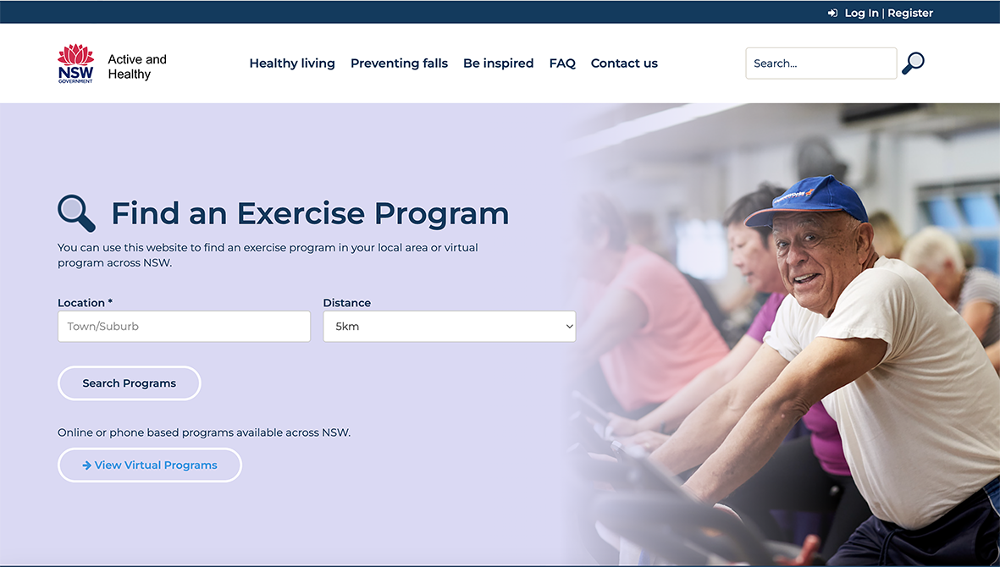 Log In | Register
NSW
GOVERNMENT
Active and
Healthy
Healthy living
Preventing falls
Be inspired
FAQ
Contact us
Search...
Find an Exercise Program
You can use this website to find an exercise program in your local area or virtual
program across NSW.
Location *
Distance
Town/Suburb
5km
Search Programs
Online or phone based programs available across NSW.
View Virtual Programs